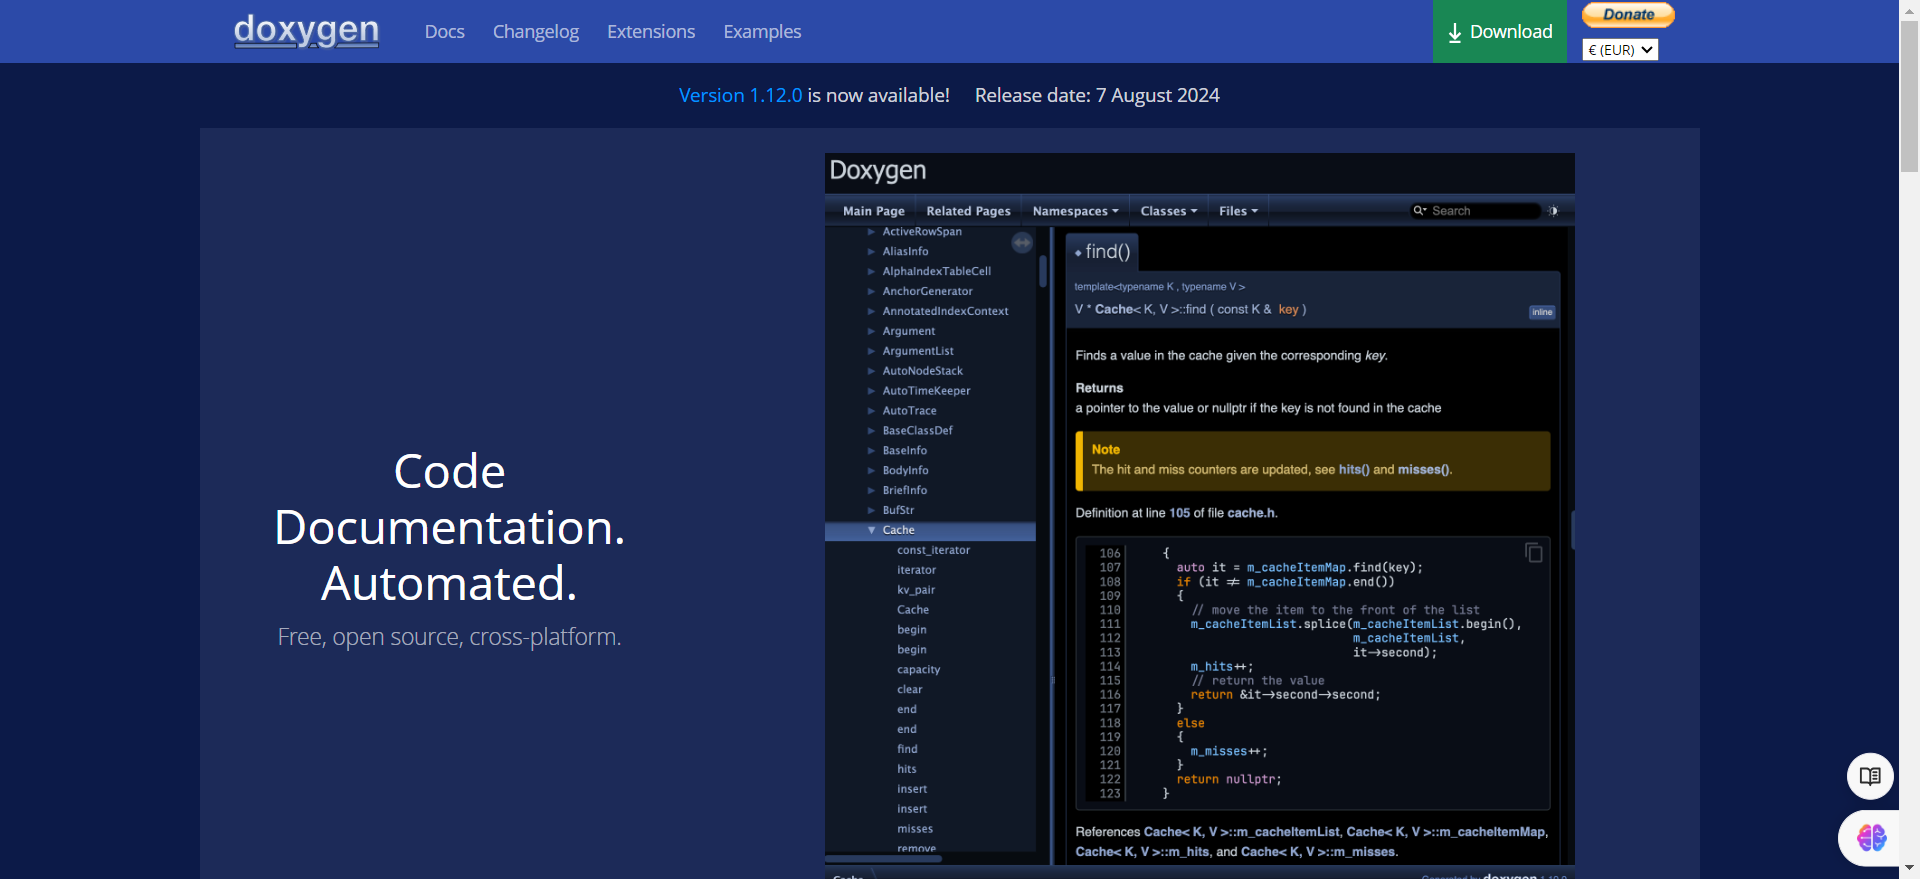 doxygen
Docs Changelog Extensions Examples
Download
Donate
€ (EUR)
Version 1.12.0 is now available! Release date: 7 August 2024
Code
Documentation.
Automated.
Free, open source, cross-platform.
Doxygen
Main Page Related Pages Namespaces Classes Files Search
ActiveRowSpan
AliasInfo
AlphaIndexTableCell
AnchorGenerator
AnnotatedIndexContext
Argument
ArgumentList
AutoNodeStack
AutoTimeKeeper
AutoTrace
BaseClassDef
BaseInfo
BodyInfo
BriefInfo
BufStr
Cache
const_iterator
iterator
kv_pair
Cache
begin
begin
capacity
clear
end
end
find
hits
insert
insert
misses
remove
find()
template<typename K , typename V >
V * Cache< K, V >::find ( const K & key )
inline
Finds a value in the cache given the corresponding key.
Returns
a pointer to the value or nullptr if the key is not found in the cache
Note
The hit and miss counters are updated, see hits() and misses().
Definition at line 105 of file cache.h.
106 {
107 auto it = m_cacheItemMap.find(key);
108 if (it ≠ m_cacheItemMap.end())
109 {
110 // move the item to the front of the list
111 m_cacheItemList.splice(m_cacheItemList.begin(),
112 m_cacheItemList,
113 it→second);
114 m_hits++;
115 // return the value
116 return &it→second→second;
117 }
118 else
119 {
120 m_misses++;
121 }
122 return nullptr;
123 }
References Cache< K, V >::m_cacheItemList, Cache< K, V >::m_cacheItemMap,
Cache< K, V >::m_hits, and Cache< K, V >::m_misses.
Cache
Generated by doxygen